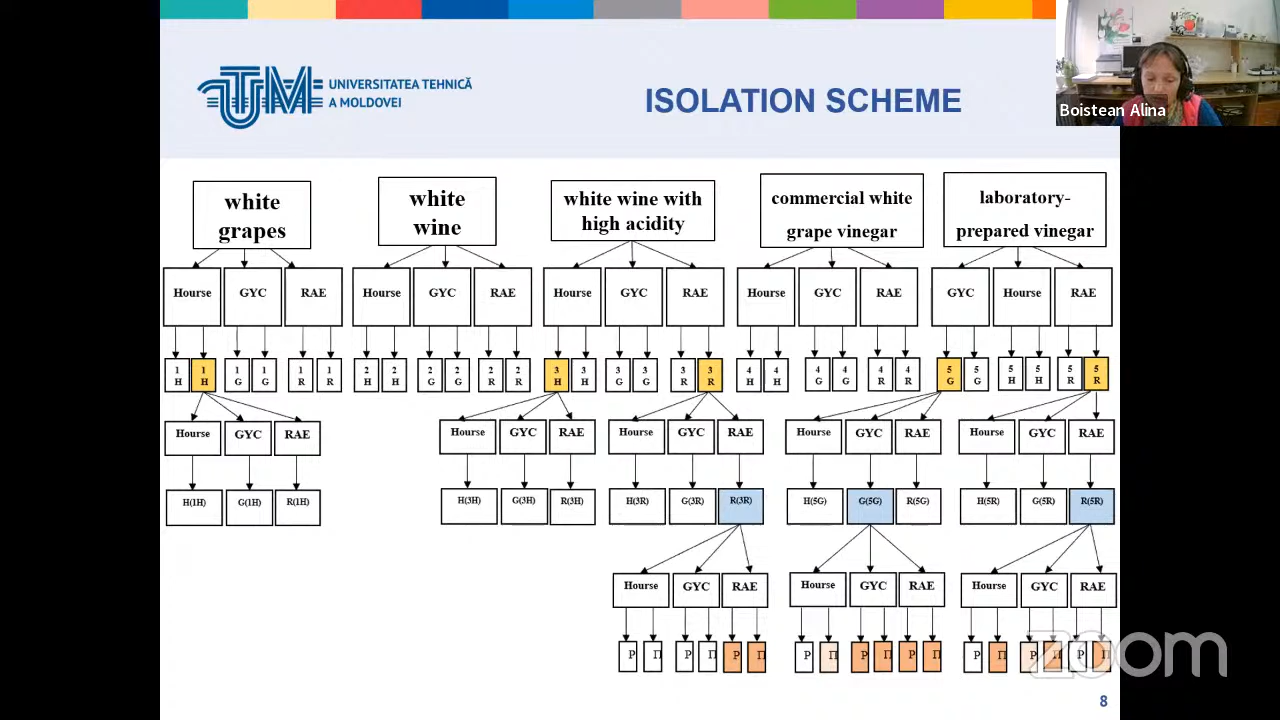 UNIVERSITATEA TEHNICĂ
A MOLDOVEI
ISOLATION SCHEME
Boistean Alina
white
grapes
white
wine
white wine with
high acidity
commercial white
grape vinegar
laboratory-
prepared vinegar
Hourse GYC RAE Hourse GYC RAE Hourse GYC RAE Hourse GYC RAE GYC Hourse RAE
1 1 1 1 1 1 2 2 2 2 2 2 3 3 3 3 3 3 4 4 4 4 4 4 5 5 5 5 5 5
H H G G R R H H G G R R H H G G R R H H G G R R G G H H R R
Hourse GYC RAE Hourse GYC RAE Hourse GYC RAE Hourse GYC RAE Hourse GYC RAE
H(1H) G(1H) R(1H) H(3H) G(3H) R(3H) H(3R) G(3R) R(3R) H(5G) G(5G) R(5G) H(5R) G(5R) R(5R)
Hourse GYC RAE Hourse GYC RAE Hourse GYC RAE
Р П Р П Р П Р П Р П Р П Р П Р П Р П
zoom
8